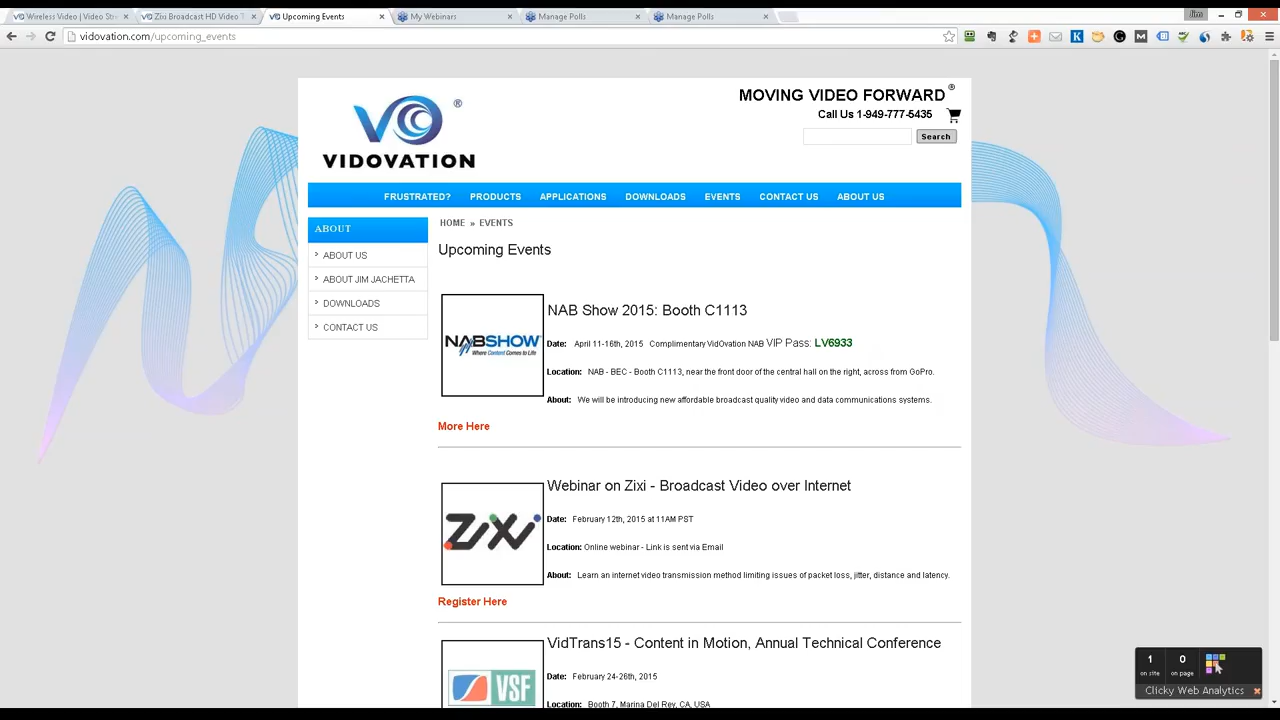 Wireless Video | Video Stre
Zixi Broadcast HD Video T
Upcoming Events
My Webinars
Manage Polls
Manage Polls
Jim
vidovation.com/upcoming_events
VIDOVATION
®
MOVING VIDEO FORWARD ®
Call Us 1-949-777-5435
Search
FRUSTRATED? PRODUCTS APPLICATIONS DOWNLOADS EVENTS CONTACT US ABOUT US
ABOUT
ABOUT US
ABOUT JIM JACHETTA
DOWNLOADS
CONTACT US
HOME » EVENTS
Upcoming Events
NABSHOW
Where Content Comes to Life
NAB Show 2015: Booth C1113
Date: April 11-16th, 2015 Complimentary VidOvation NAB VIP Pass: LV6933
Location: NAB - BEC - Booth C1113, near the front door of the central hall on the right, across from GoPro.
About: We will be introducing new affordable broadcast quality video and data communications systems.
More Here
ZiXi
Webinar on Zixi - Broadcast Video over Internet
Date: February 12th, 2015 at 11AM PST
Location: Online webinar - Link is sent via Email
About: Learn an internet video transmission method limiting issues of packet loss, jitter, distance and latency.
Register Here
VSF
VidTrans15 - Content in Motion, Annual Technical Conference
Date: February 24-26th, 2015
Location: Booth 7, Marina Del Rey, CA, USA
1 0
on site on page
Clicky Web Analytics